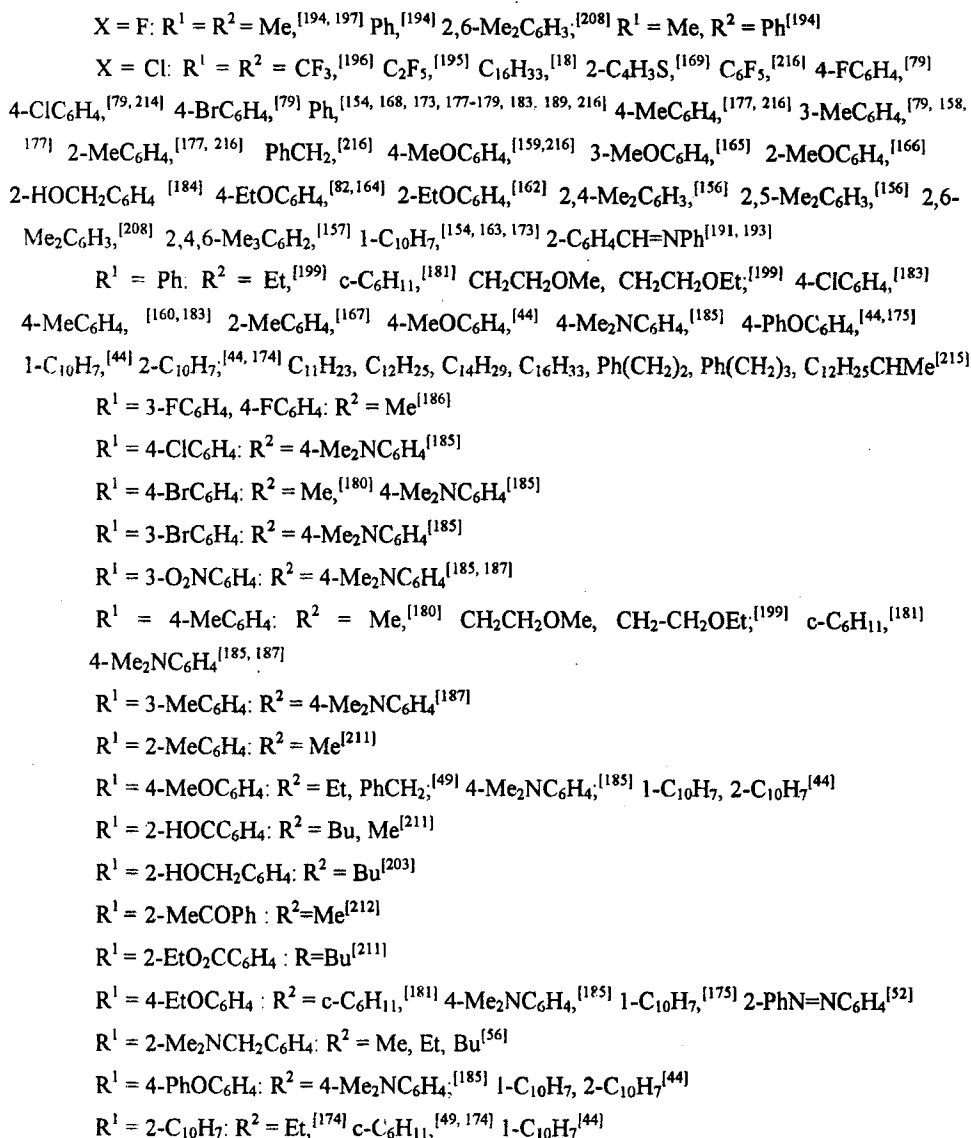 X = F: R¹ = R² = Me,[194, 197] Ph,[194] 2,6-Me₂C₆H₃;[208] R¹ = Me, R² = Ph[194]
X = Cl: R¹ = R² = CF₃,[196] C₂F₅,[195] C₁₆H₃₃,[18] 2-C₄H₃S,[169] C₆F₅,[216] 4-FC₆H₄,[79]
4-ClC₆H₄,[79, 214] 4-BrC₆H₄,[79] Ph,[154, 168, 173, 177-179, 183, 189, 216] 4-MeC₆H₄,[177, 216] 3-MeC₆H₄,[79, 158,
177] 2-MeC₆H₄,[177, 216] PhCH₂,[216] 4-MeOC₆H₄,[159,216] 3-MeOC₆H₄,[165] 2-MeOC₆H₄,[166]
2-HOCH₂C₆H₄ [184] 4-EtOC₆H₄,[82,164] 2-EtOC₆H₄,[162] 2,4-Me₂C₆H₃,[156] 2,5-Me₂C₆H₃,[156] 2,6-
Me₂C₆H₃,[208] 2,4,6-Me₃C₆H₂,[157] 1-C₁₀H₇,[154, 163, 173] 2-C₆H₄CH=NPh[191, 193]
R¹ = Ph: R² = Et,[199] c-C₆H₁₁,[181] CH₂CH₂OMe, CH₂CH₂OEt;[199] 4-ClC₆H₄,[183]
4-MeC₆H₄, [160,183] 2-MeC₆H₄,[167] 4-MeOC₆H₄,[44] 4-Me₂NC₆H₄,[185] 4-PhOC₆H₄,[44,175]
1-C₁₀H₇,[44] 2-C₁₀H₇;[44, 174] C₁₁H₂₃, C₁₂H₂₅, C₁₄H₂₉, C₁₆H₃₃, Ph(CH₂)₂, Ph(CH₂)₃, C₁₂H₂₅CHMe[215]
R¹ = 3-FC₆H₄, 4-FC₆H₄: R² = Me[186]
R¹ = 4-ClC₆H₄: R² = 4-Me₂NC₆H₄[185]
R¹ = 4-BrC₆H₄: R² = Me,[180] 4-Me₂NC₆H₄[185]
R¹ = 3-BrC₆H₄: R² = 4-Me₂NC₆H₄[185]
R¹ = 3-O₂NC₆H₄: R² = 4-Me₂NC₆H₄[185, 187]
R¹ = 4-MeC₆H₄: R² = Me,[180] CH₂CH₂OMe, CH₂-CH₂OEt;[199] c-C₆H₁₁,[181]
4-Me₂NC₆H₄[185, 187]
R¹ = 3-MeC₆H₄: R² = 4-Me₂NC₆H₄[187]
R¹ = 2-MeC₆H₄: R² = Me[211]
R¹ = 4-MeOC₆H₄: R² = Et, PhCH₂;[49] 4-Me₂NC₆H₄;[185] 1-C₁₀H₇, 2-C₁₀H₇[44]
R¹ = 2-HOCC₆H₄: R² = Bu, Me[211]
R¹ = 2-HOCH₂C₆H₄: R² = Bu[203]
R¹ = 2-MeCOPh : R²=Me[212]
R¹ = 2-EtO₂CC₆H₄ : R=Bu[211]
R¹ = 4-EtOC₆H₄ : R² = c-C₆H₁₁,[181] 4-Me₂NC₆H₄,[185] 1-C₁₀H₇,[175] 2-PhN=NC₆H₄[52]
R¹ = 2-Me₂NCH₂C₆H₄: R² = Me, Et, Bu[56]
R¹ = 4-PhOC₆H₄: R² = 4-Me₂NC₆H₄;[185] 1-C₁₀H₇, 2-C₁₀H₇[44]
R¹ = 2-C₁₀H₇: R² = Et,[174] c-C₆H₁₁,[49, 174] 1-C₁₀H₇[44]